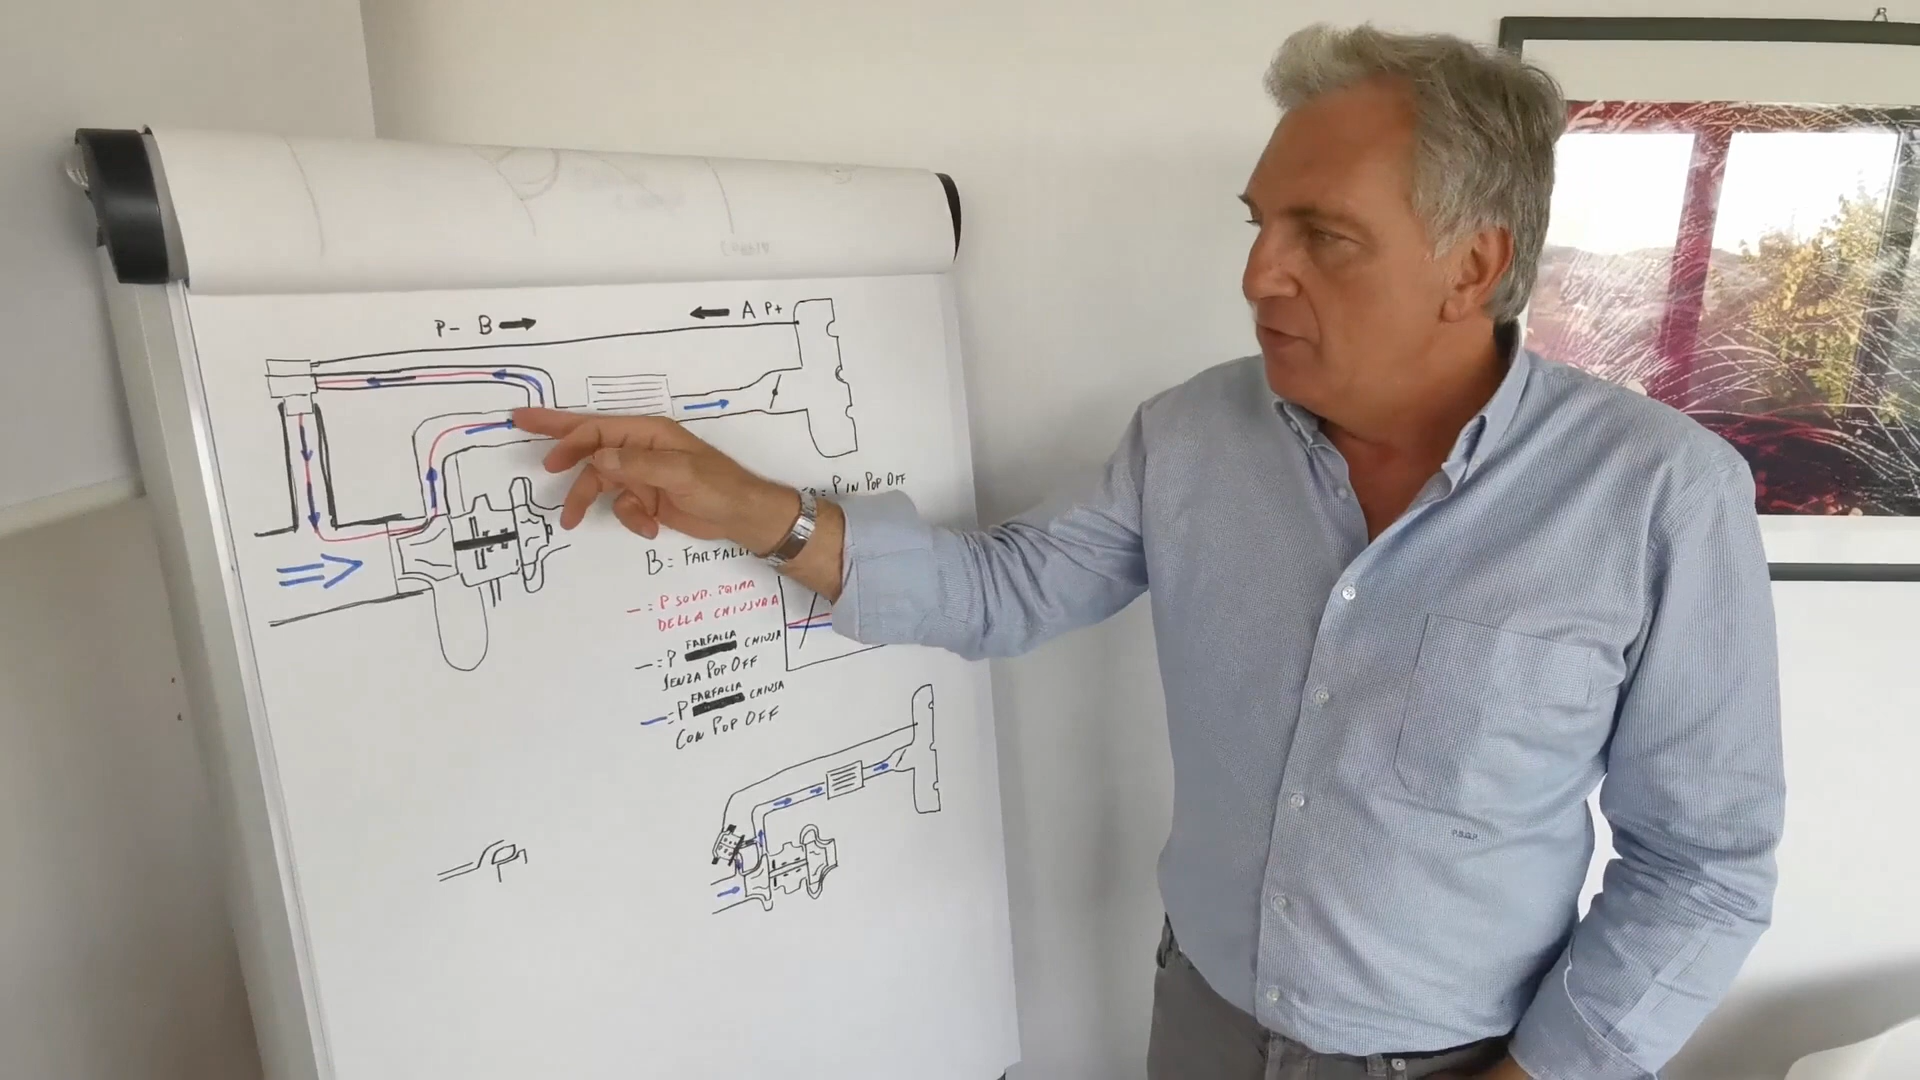 P- B
A P+
P IN POP OFF
B = FARFALLA
- = P SOVR. PRIMA
DELLA CHIUSURA
- = P FARFALLA CHIUSA
SENZA POP OFF
- = P FARFALLA CHIUSA
CON POP OFF